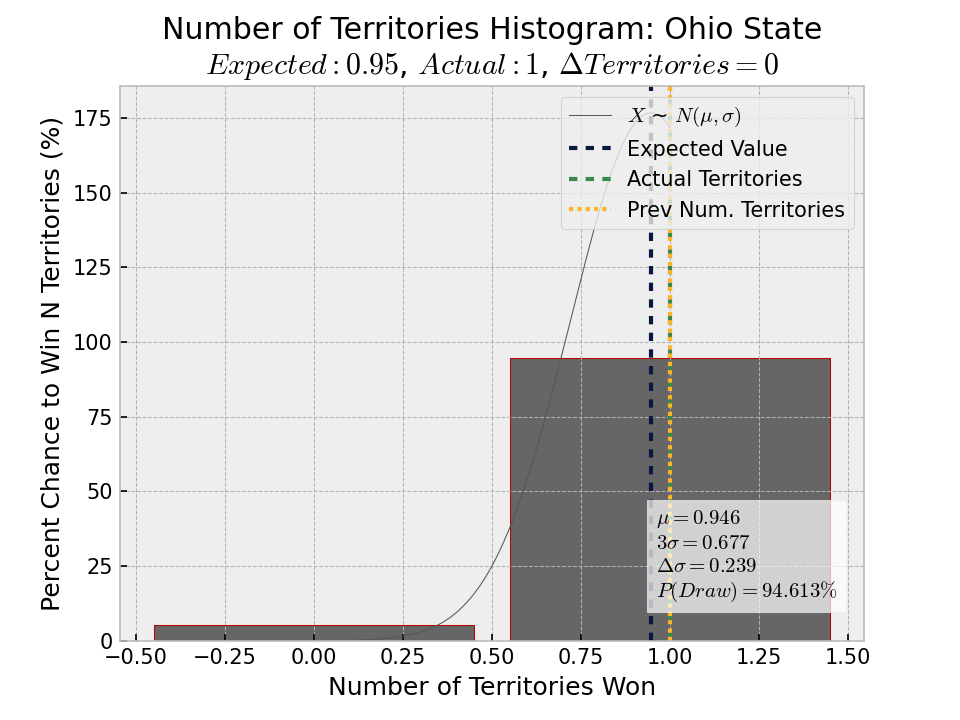 Number of Territories Histogram: Ohio State
Expected : 0.95, Actual : 1, ΔTerritories = 0
Percent Chance to Win N Territories (%)
175
150
125
100
75
50
25
0
X ~ N(μ, σ)
Expected Value
Actual Territories
Prev Num. Territories
μ = 0.946
3σ = 0.677
Δσ = 0.239
P(Draw) = 94.613%
−0.50 −0.25 0.00 0.25 0.50 0.75 1.00 1.25 1.50
Number of Territories Won